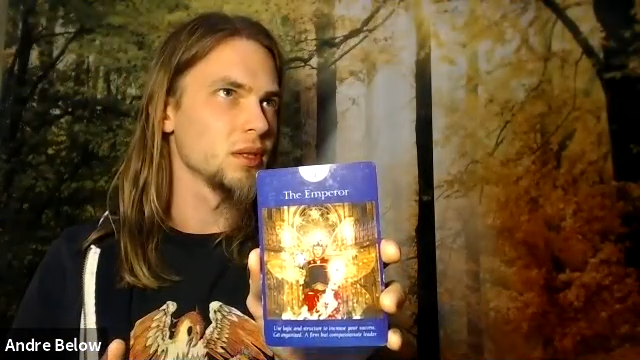 The Emperor
Use logic and structure to increase your success.
Get organized. A firm but compassionate leader
Andre Below